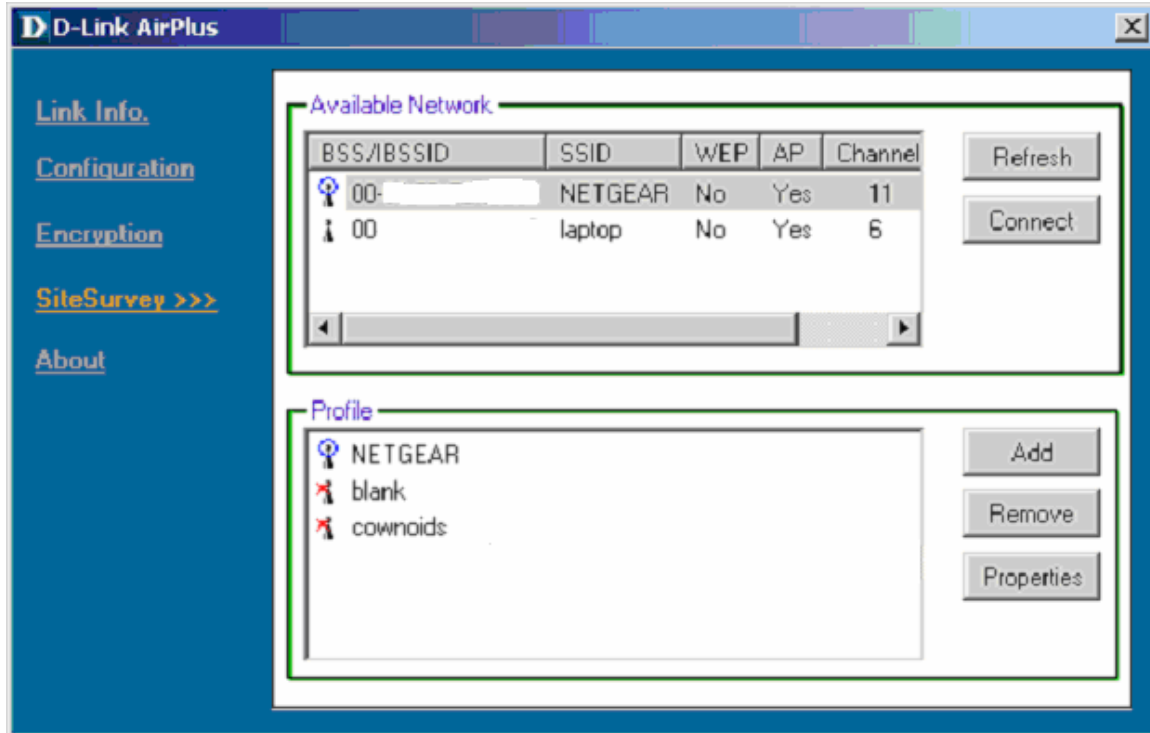 D D-Link AirPlus
Link Info.
Configuration
Encryption
SiteSurvey >>>
About
Available Network
BSS/IBSSID SSID WEP AP Channel
00- NETGEAR No Yes 11
00 laptop No Yes 6
Refresh
Connect
Profile
NETGEAR
blank
cownoids
Add
Remove
Properties